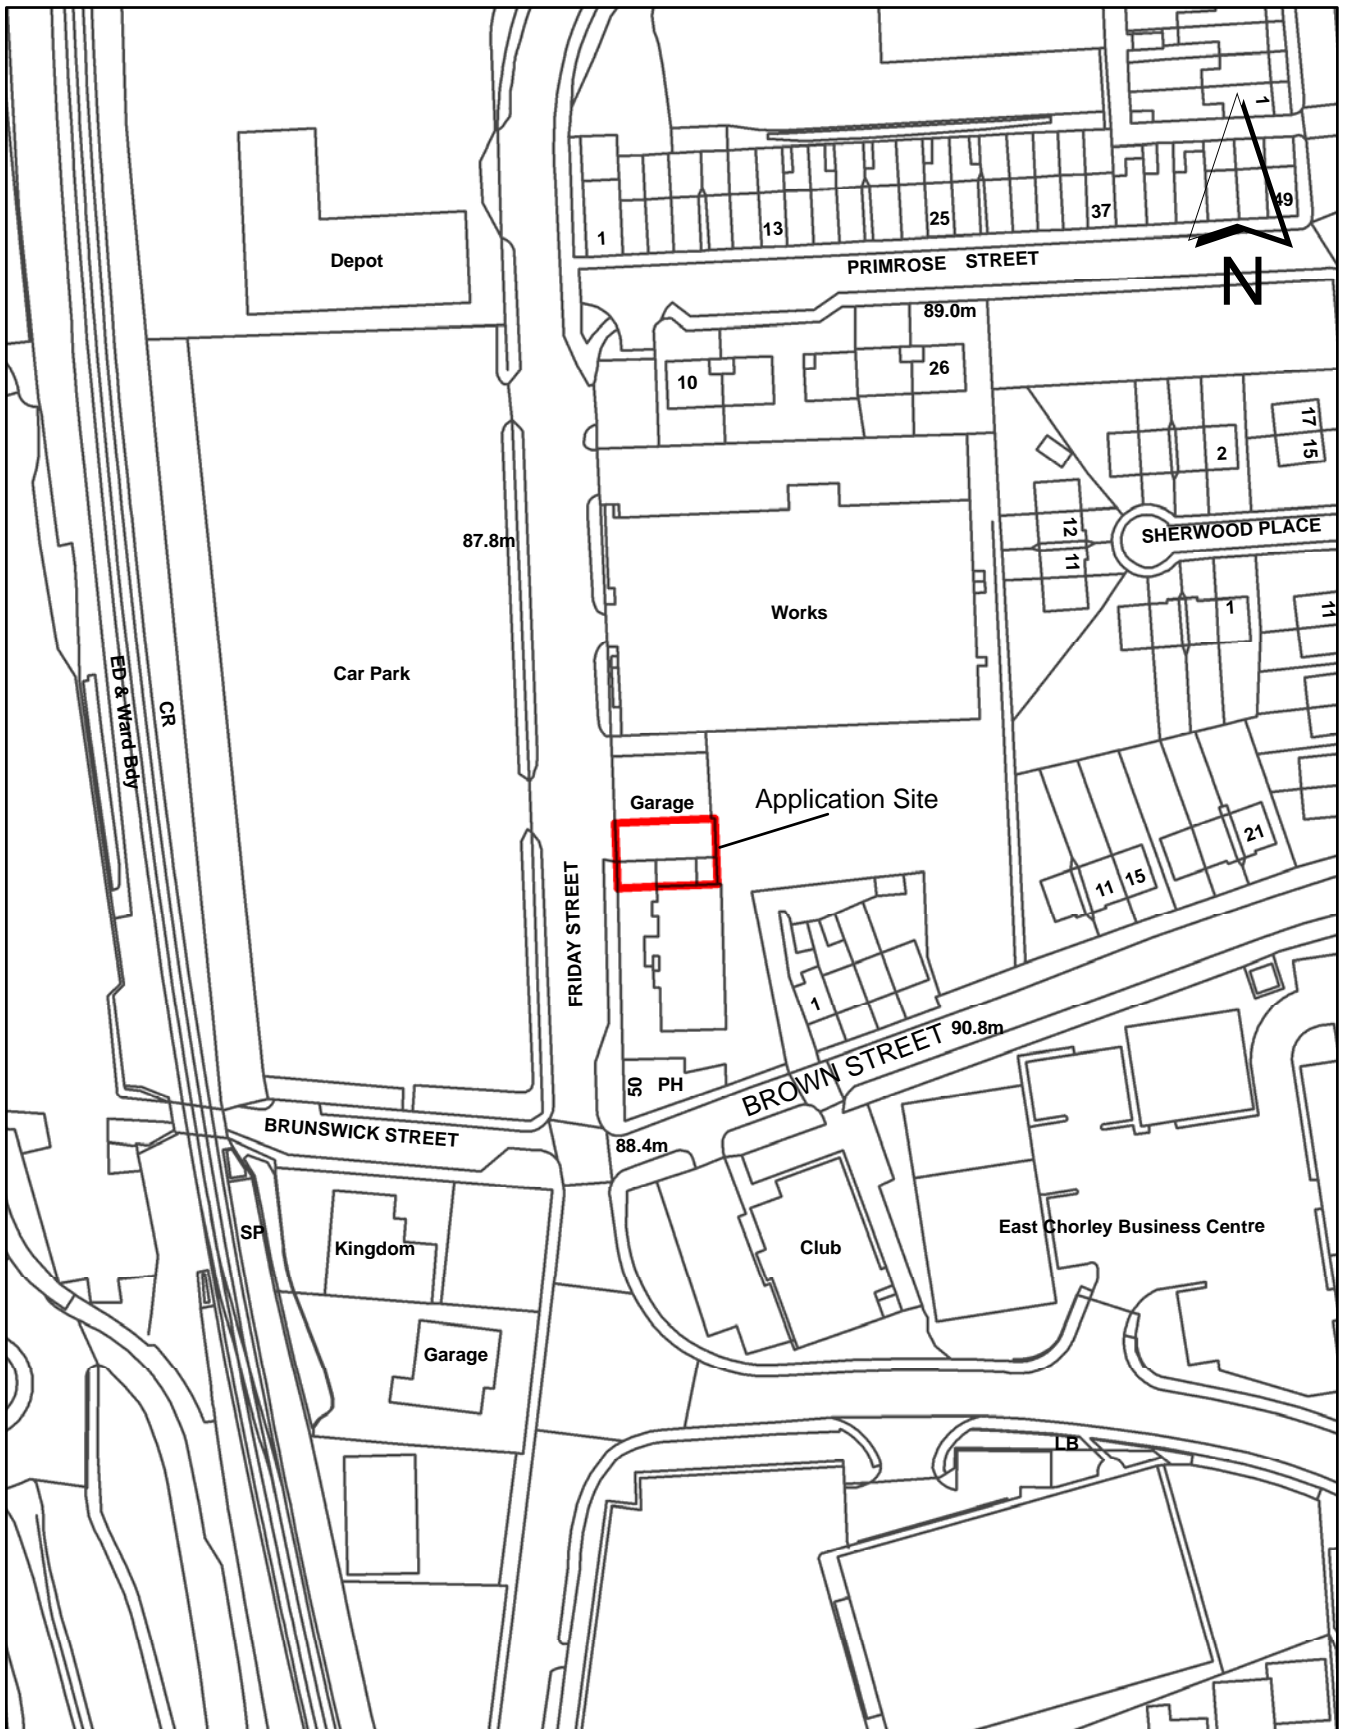 1
49
1
13
25
37
PRIMROSE STREET
N
Depot
89.0m
10
26
17
15
2
12
11
SHERWOOD PLACE
87.8m
Works
1
11
Car Park
ED & Ward Bdy
CR
Garage
Application Site
21
11
15
FRIDAY STREET
1
BROWN STREET
90.8m
50
PH
BRUNSWICK STREET
88.4m
SP
Kingdom
Club
East Chorley Business Centre
Garage
LB